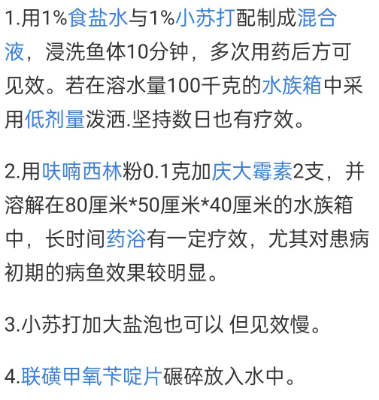 1.用1%食盐水与1%小苏打配制成混合
液，浸洗鱼体10分钟，多次用药后方可
见效。若在溶水量100千克的水族箱中采
用低剂量泼洒.坚持数日也有疗效。
2.用呋喃西林粉0.1克加庆大霉素2支，并
溶解在80厘米*50厘米*40厘米的水族箱
中，长时间药浴有一定疗效，尤其对患病
初期的病鱼效果较明显。
3.小苏打加大盐泡也可以 但见效慢。
4.联磺甲氧苄啶片碾碎放入水中。